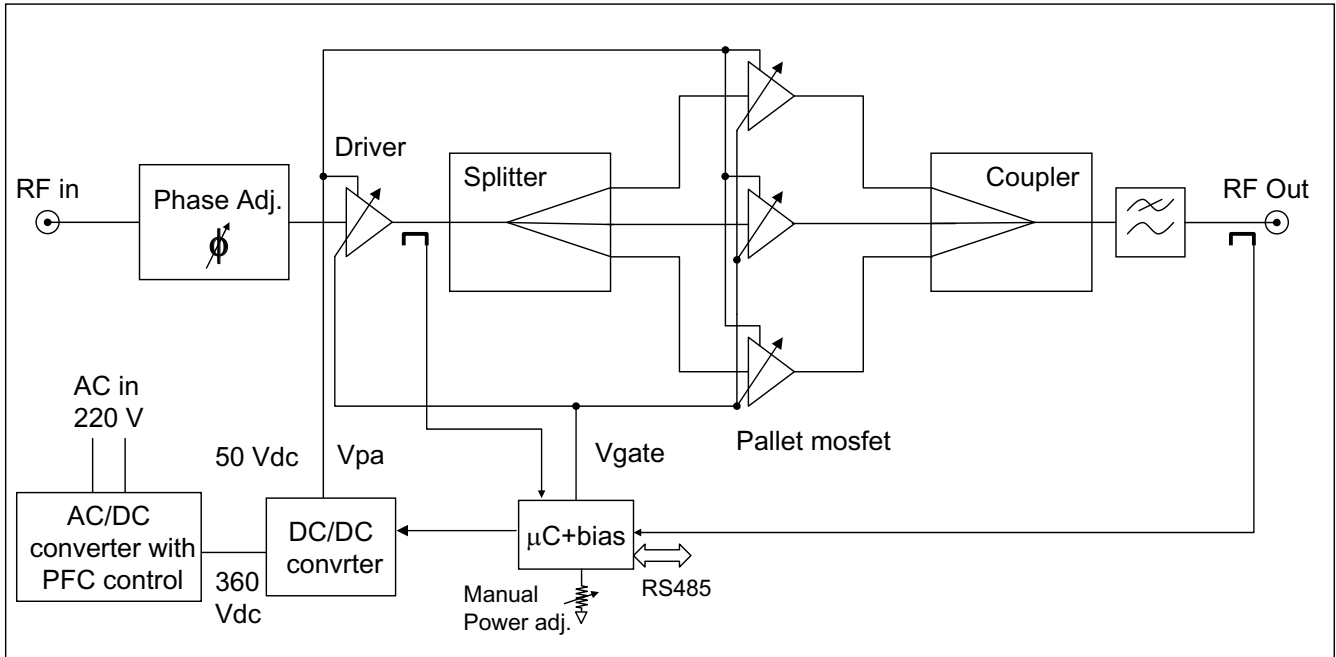 Driver
RF in
Phase Adj.
ϕ
Splitter
Coupler
RF Out
AC in
220 V
50 Vdc
Vpa
Vgate
Pallet mosfet
AC/DC
converter with
PFC control
360
Vdc
DC/DC
convrter
μC+bias
RS485
Manual
Power adj.